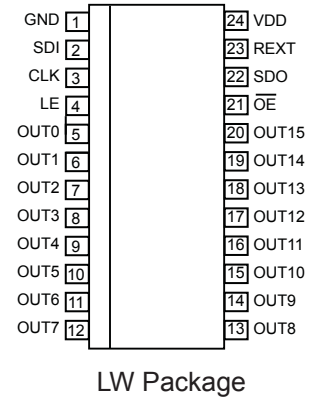 GND 1 24 VDD
SDI 2 23 REXT
CLK 3 22 SDO
LE 4 21 O̅E̅
OUT0 5 20 OUT15
OUT1 6 19 OUT14
OUT2 7 18 OUT13
OUT3 8 17 OUT12
OUT4 9 16 OUT11
OUT5 10 15 OUT10
OUT6 11 14 OUT9
OUT7 12 13 OUT8
LW Package